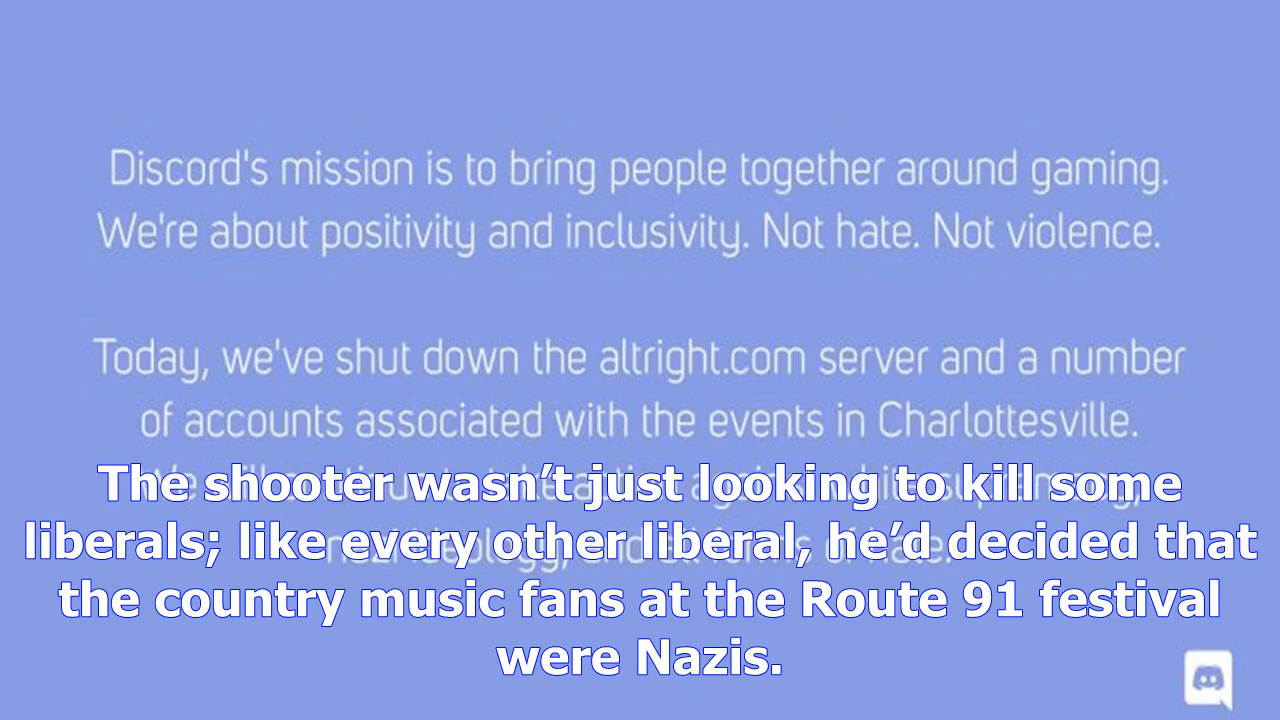 Discord's mission is to bring people together around gaming.
We're about positivity and inclusivity. Not hate. Not violence.
Today, we've shut down the altright.com server and a number
of accounts associated with the events in Charlottesville.
The shooter wasn’t just looking to kill some
liberals; like every other liberal, he’d decided that
the country music fans at the Route 91 festival
were Nazis.